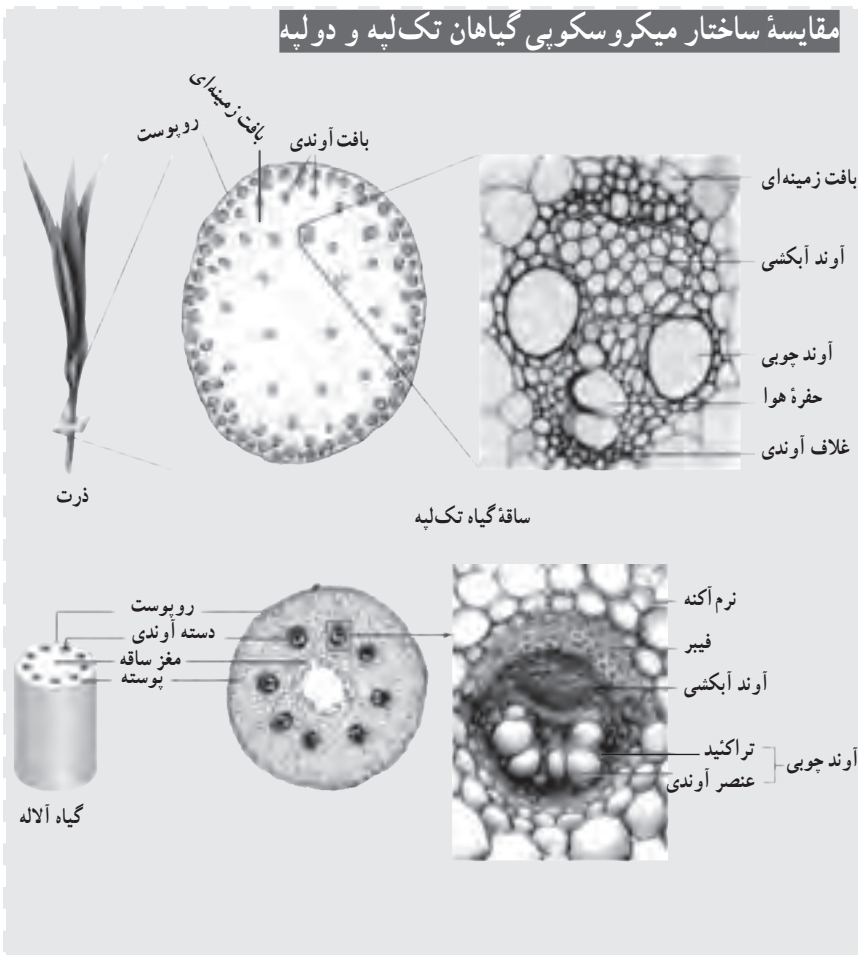 مقایسهٔ ساختار میکروسکوپی گیاهان تک‌لپه و دولپه
بافت زمینه‌ای
روپوست
بافت آوندی
بافت زمینه‌ای
آوند آبکشی
آوند چوبی
حفرهٔ هوا
غلاف آوندی
ذرت
ساقهٔ گیاه تک‌لپه
روپوست
دسته آوندی
مغز ساقه
پوسته
نرم‌آکنه
فیبر
آوند آبکشی
تراکئید
عنصر آوندی
آوند چوبی
گیاه آلاله